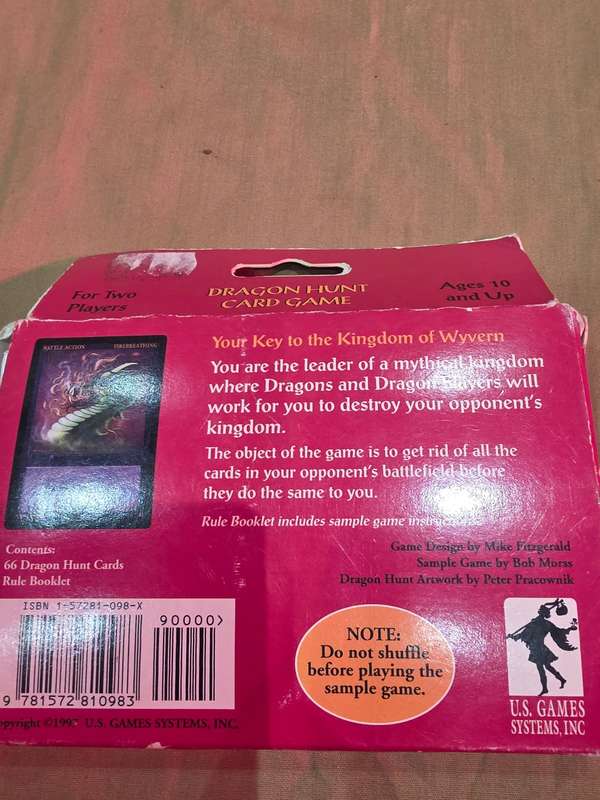 For Two
Players
DRAGON HUNT
CARD GAME
Ages 10
and Up
BATTLE ACTION FIREBREATHING
Your Key to the Kingdom of Wyvern
You are the leader of a mythical kingdom
where Dragons and Dragon Slayers will
work for you to destroy your opponent's
kingdom.
The object of the game is to get rid of all the
cards in your opponent's battlefield before
they do the same to you.
Rule Booklet includes sample game
Contents:
66 Dragon Hunt Cards
Rule Booklet
Game Design by Mike Fitzgerald
Sample Game by Bob Morss
Dragon Hunt Artwork by Peter Pracownik
ISBN 1-57281-098-X
90000>
9 781572 810983
NOTE:
Do not shuffle
before playing the
sample game.
U.S. GAMES
SYSTEMS, INC
U.S. GAMES SYSTEMS, INC.